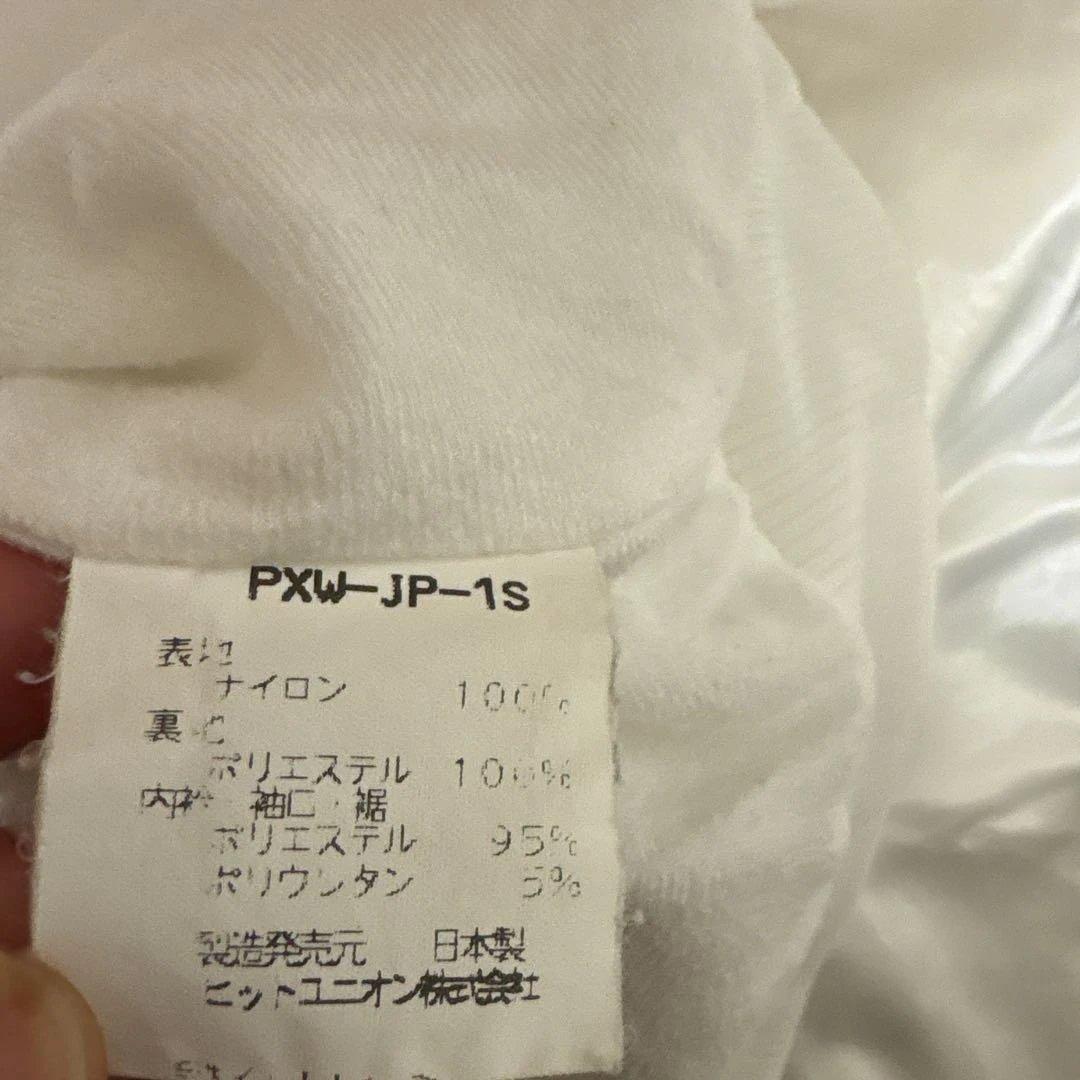 PXW-JP-1S
表地
ナイロン 100%
裏地
ポリエステル 100%
内衿 袖口 裾
ポリエステル 95%
ポリウレタン 5%
製造発売元 日本製
ヒットユニオン株式会社